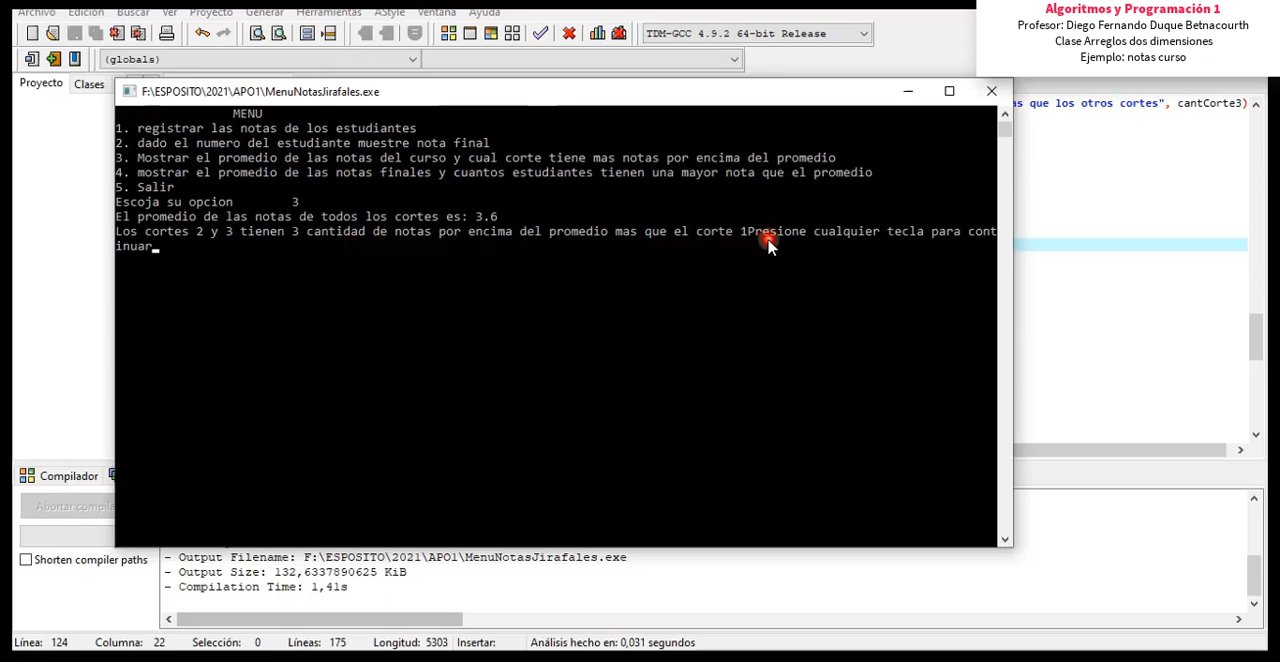 Archivo Edición Buscar Ver Proyecto Generar Herramientas AStyle Ventana Ayuda
Algoritmos y Programación 1
Profesor: Diego Fernando Duque Betnacourth
Clase Arreglos dos dimensiones
Ejemplo: notas curso
TDM-GCC 4.9.2 64-bit Release
(globals)
Proyecto Clases
F:\ESPOSITO\2021\APO1\MenuNotasJirafales.exe
as que los otros cortes", cantCorte3)
MENU
1. registrar las notas de los estudiantes
2. dado el numero del estudiante muestre nota final
3. Mostrar el promedio de las notas del curso y cual corte tiene mas notas por encima del promedio
4. mostrar el promedio de las notas finales y cuantos estudiantes tienen una mayor nota que el promedio
5. Salir
Escoja su opcion 3
El promedio de las notas de todos los cortes es: 3.6
Los cortes 2 y 3 tienen 3 cantidad de notas por encima del promedio mas que el corte 1Presione cualquier tecla para cont
inuar
Compilador
Abortar compil
Shorten compiler paths
- Output Filename: F:\ESPOSITO\2021\APO1\MenuNotasJirafales.exe
- Output Size: 132,6337890625 KiB
- Compilation Time: 1,41s
Línea: 124 Columna: 22 Selección: 0 Líneas: 175 Longitud: 5303 Insertar: Análisis hecho en: 0,031 segundos